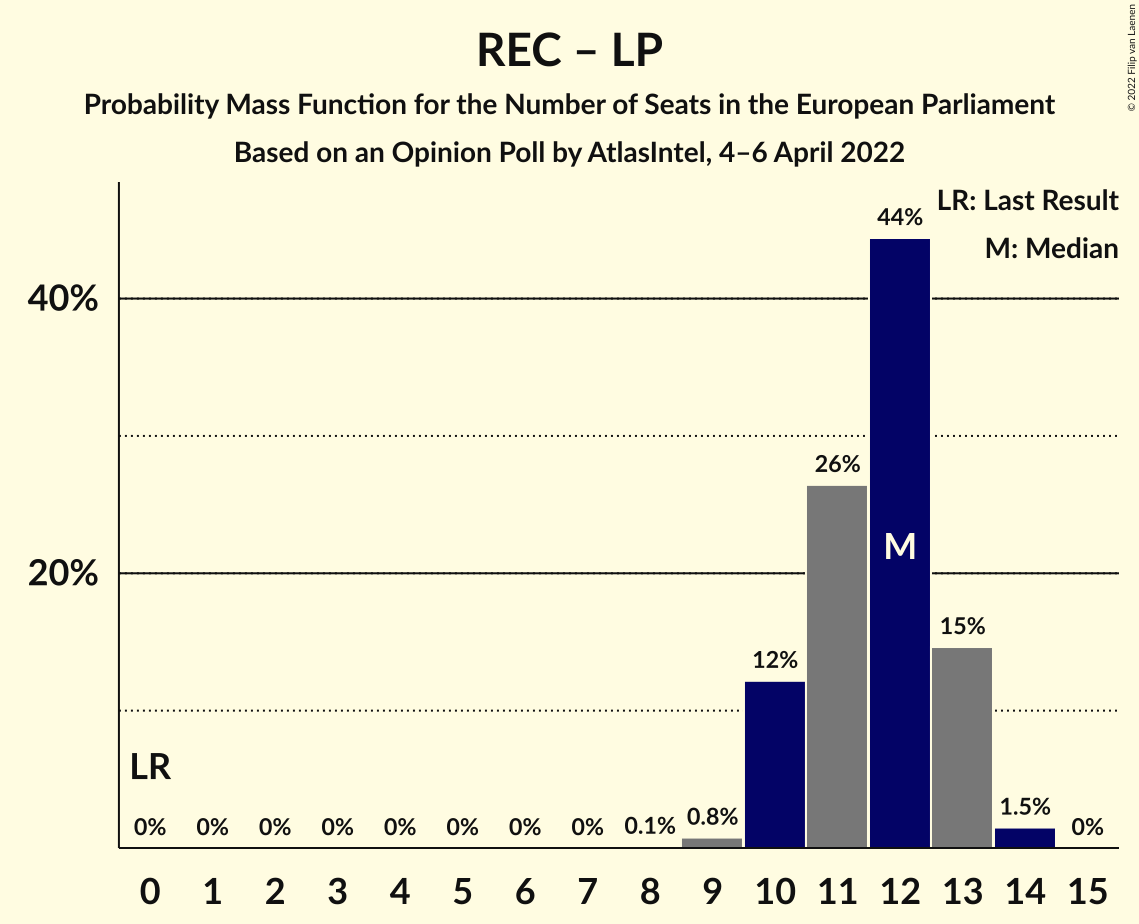 REC – LP
Probability Mass Function for the Number of Seats in the European Parliament
Based on an Opinion Poll by AtlasIntel, 4–6 April 2022
© 2022 Filip van Laenen
LR: Last Result
M: Median
40%
20%
44%
26%
M
15%
12%
LR
0% 0% 0% 0% 0% 0% 0% 0% 0.1% 0.8% 1.5% 0%
0 1 2 3 4 5 6 7 8 9 10 11 12 13 14 15